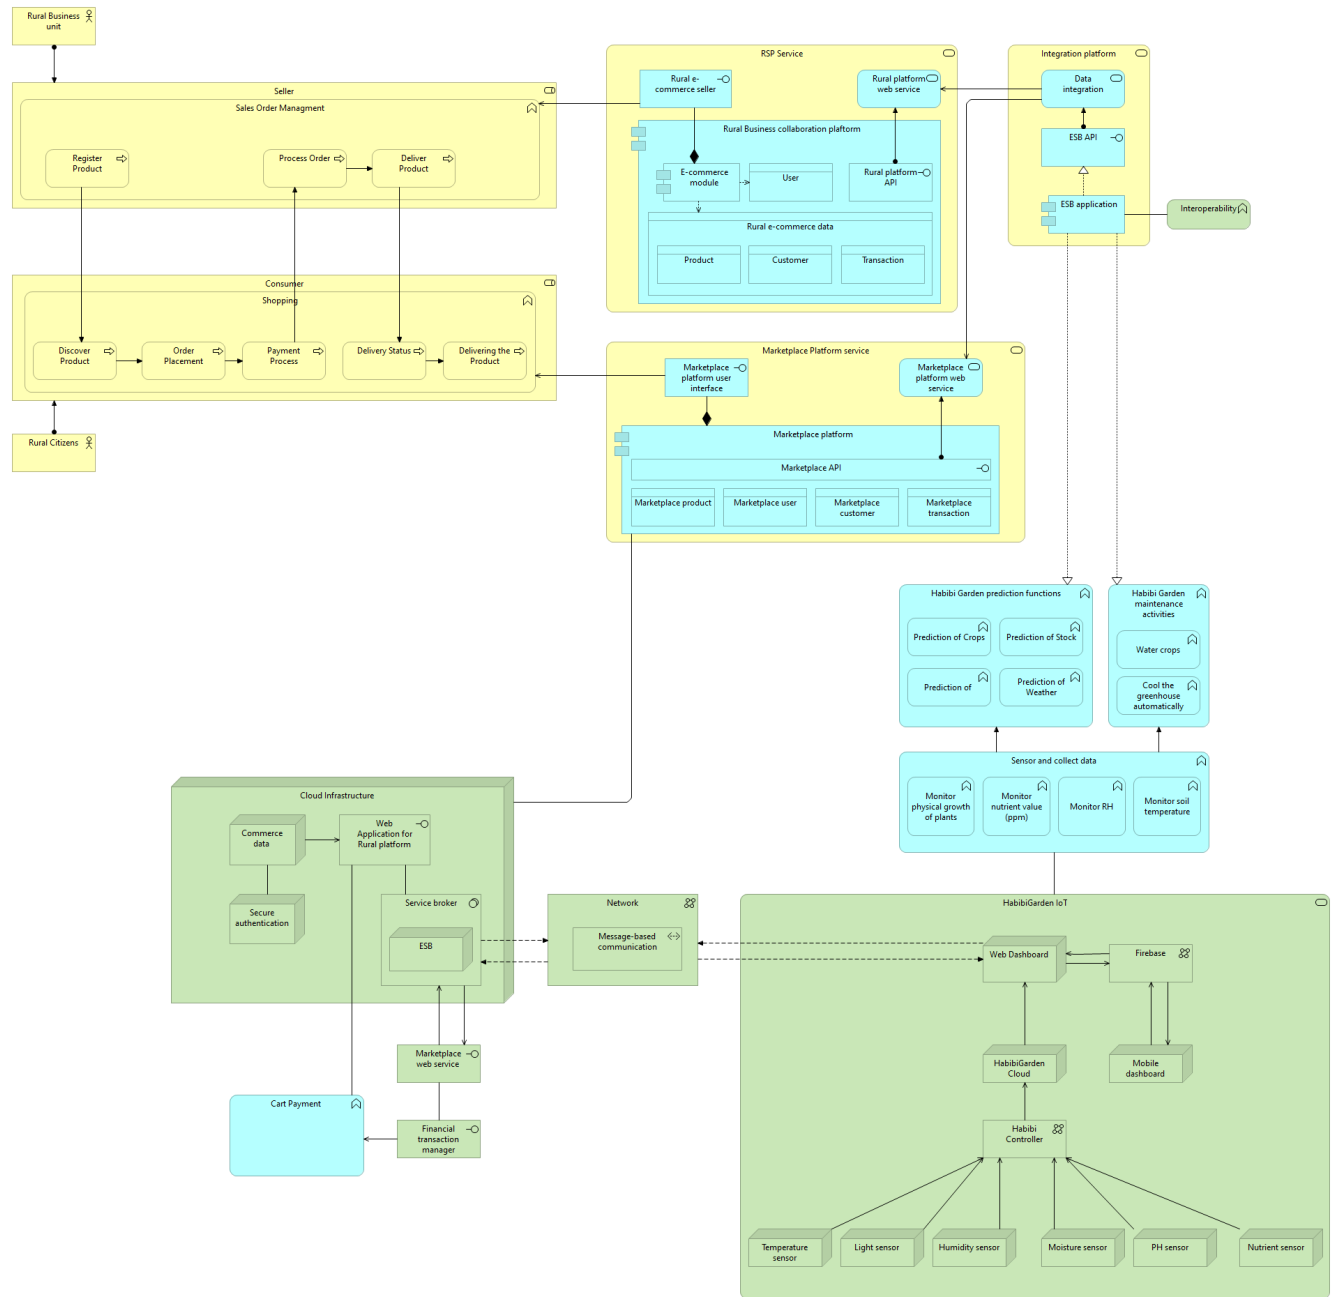 Rural Business
unit
Seller
Sales Order Managment
Register
Product
Process Order
Deliver
Product
Consumer
Shopping
Discover
Product
Order
Placement
Payment
Process
Delivery Status
Delivering the
Product
Rural Citizens
RSP Service
Rural e-
commerce seller
Rural platform
web service
Rural Business collaboration plaftorm
E-commerce
module
User
Rural platform
API
Rural e-commerce data
Product
Customer
Transaction
Integration platform
Data
integration
ESB API
ESB application
Interoperability
Marketplace Platform service
Marketplace
platform user
interface
Marketplace
platform web
service
Marketplace platform
Marketplace API
Marketplace product
Marketplace user
Marketplace
customer
Marketplace
transaction
Habibi Garden prediction functions
Prediction of Crops
Prediction of Stock
Prediction of
Prediction of
Weather
Habibi Garden
maintenance
activities
Water crops
Cool the
greenhouse
automatically
Sensor and collect data
Monitor
physical growth
of plants
Monitor
nutrient value
(ppm)
Monitor RH
Monitor soil
temperature
Cloud Infrastructure
Commerce
data
Web
Application for
Rural platform
Secure
authentication
Service broker
ESB
Network
Message-based
communication
Marketplace
web service
Cart Payment
Financial
transaction
manager
HabibiGarden IoT
Web Dashboard
Firebase
HabibiGarden
Cloud
Mobile
dashboard
Habibi
Controller
Temperature
sensor
Light sensor
Humidity sensor
Moisture sensor
PH sensor
Nutrient sensor